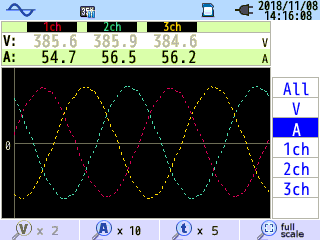 2018/11/08
14:16:08
1ch 2ch 3ch
V: 385.6 385.9 384.6 V
A: 54.7 56.5 56.2 A
0
All
V
A
1ch
2ch
3ch
V x 2 A x 10 t x 5 full scale